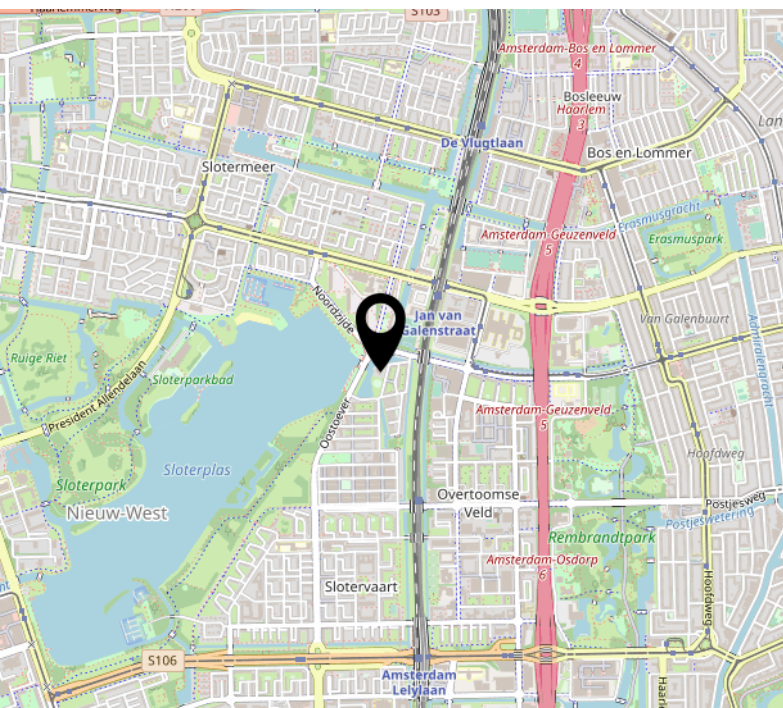 Haarlemmerweg
S103
Amsterdam-Bos en Lommer
4
Bosleeuw
Haarlem
3
De Vlugtlaan
Bos en Lommer
Slotermeer
Erasmusgracht
Amsterdam-Geuzenveld
5
Erasmuspark
Noordzijde
Jan van
Galenstraat
Van Galenbuurt
Admiralengracht
Ruige Riet
Sloterparkbad
President Allendelaan
Oostoever
Amsterdam-Geuzenveld
5
Hoofdweg
Sloterplas
Sloterpark
Nieuw-West
Overtoomse
Veld
Postjesweg
Postjeswetering
Rembrandtpark
Amsterdam-Osdorp
6
Slotervaart
Hoofdweg
S106
Amsterdam
Lelylaan